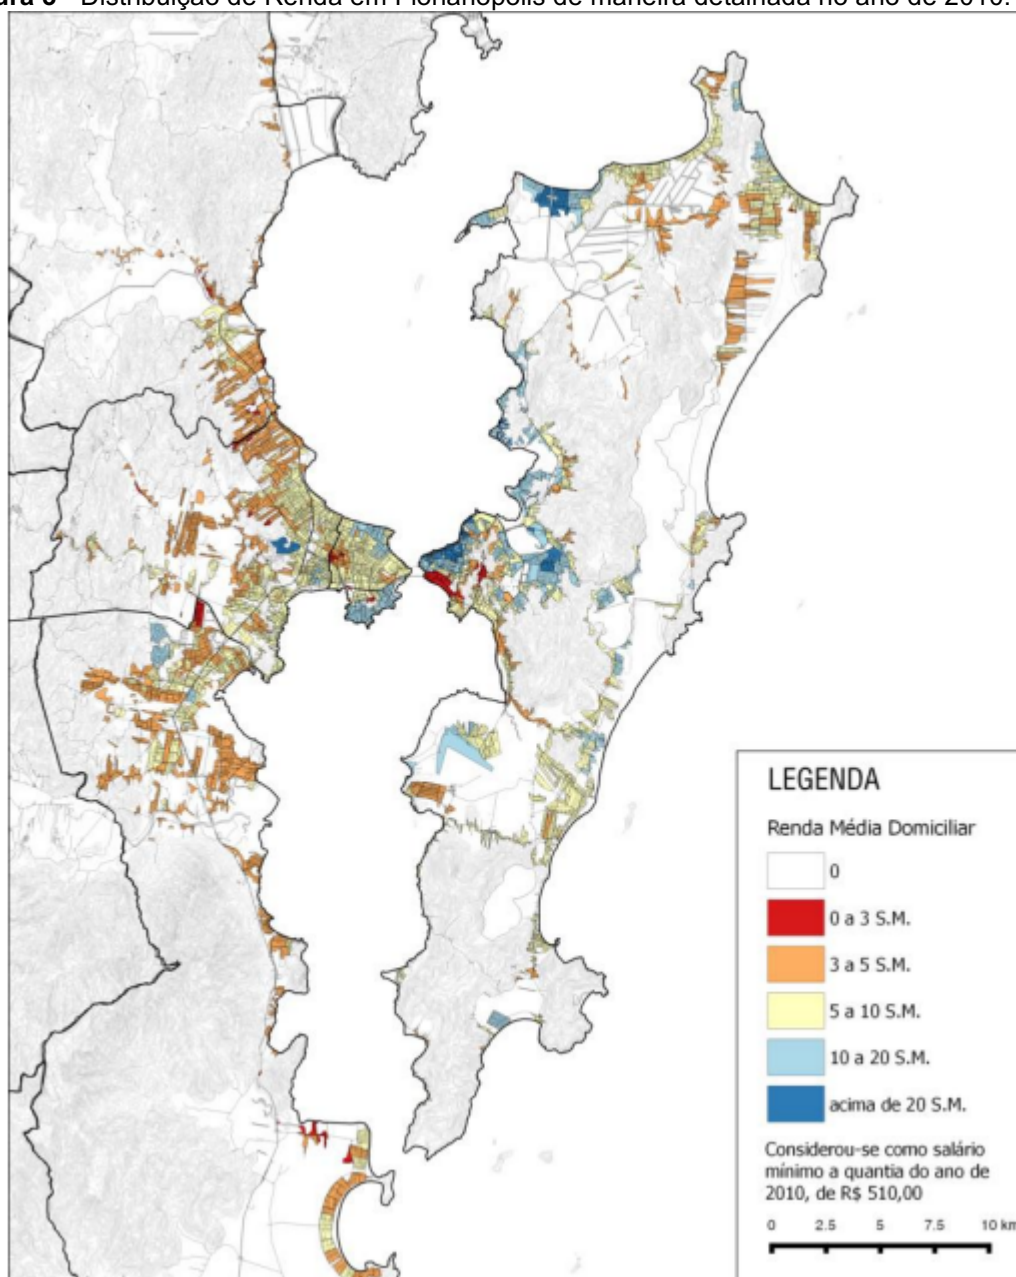 ura 3 - Distribuição de Renda em Florianópolis de maneira detalhada no ano de 2010.
LEGENDA
Renda Média Domiciliar
0
0 a 3 S.M.
3 a 5 S.M.
5 a 10 S.M.
10 a 20 S.M.
acima de 20 S.M.
Considerou-se como salário
mínimo a quantia do ano de
2010, de R$ 510,00
0 2.5 5 7.5 10 km